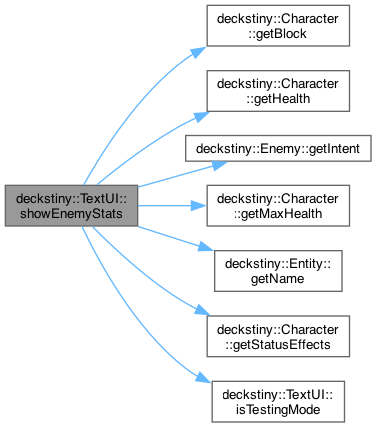 deckstiny::TextUI::
showEnemyStats
deckstiny::Character
::getBlock
deckstiny::Character
::getHealth
deckstiny::Enemy::getIntent
deckstiny::Character
::getMaxHealth
deckstiny::Entity::
getName
deckstiny::Character
::getStatusEffects
deckstiny::TextUI::
isTestingMode